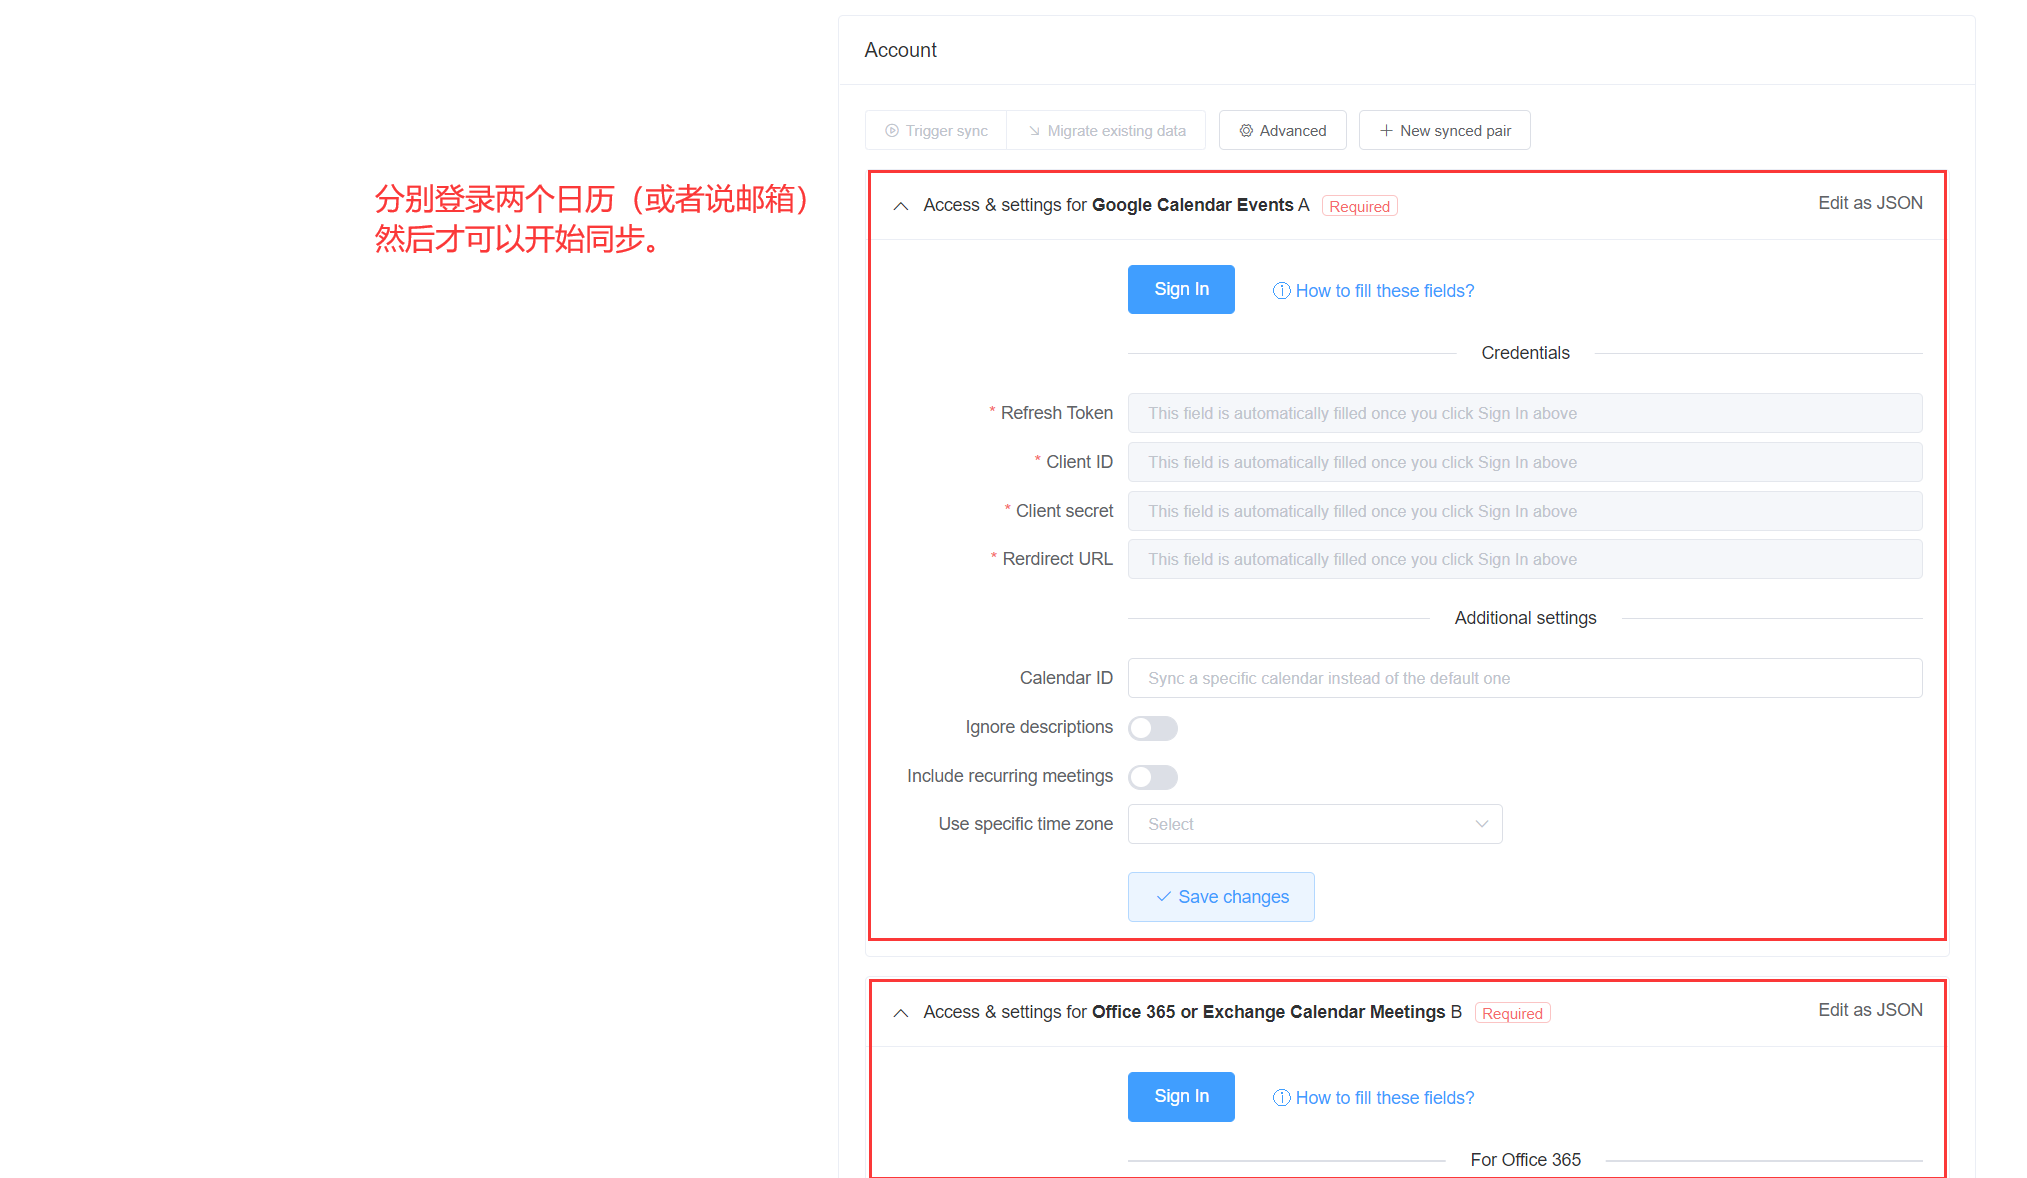 Account
Trigger sync
Migrate existing data
Advanced
New synced pair
分别登录两个日历（或者说邮箱）
然后才可以开始同步。
Access & settings for Google Calendar Events A Required
Edit as JSON
Sign In
How to fill these fields?
Credentials
* Refresh Token This field is automatically filled once you click Sign In above
* Client ID This field is automatically filled once you click Sign In above
* Client secret This field is automatically filled once you click Sign In above
* Rerdirect URL This field is automatically filled once you click Sign In above
Additional settings
Calendar ID Sync a specific calendar instead of the default one
Ignore descriptions
Include recurring meetings
Use specific time zone Select
Save changes
Access & settings for Office 365 or Exchange Calendar Meetings B Required
Edit as JSON
Sign In
How to fill these fields?
For Office 365